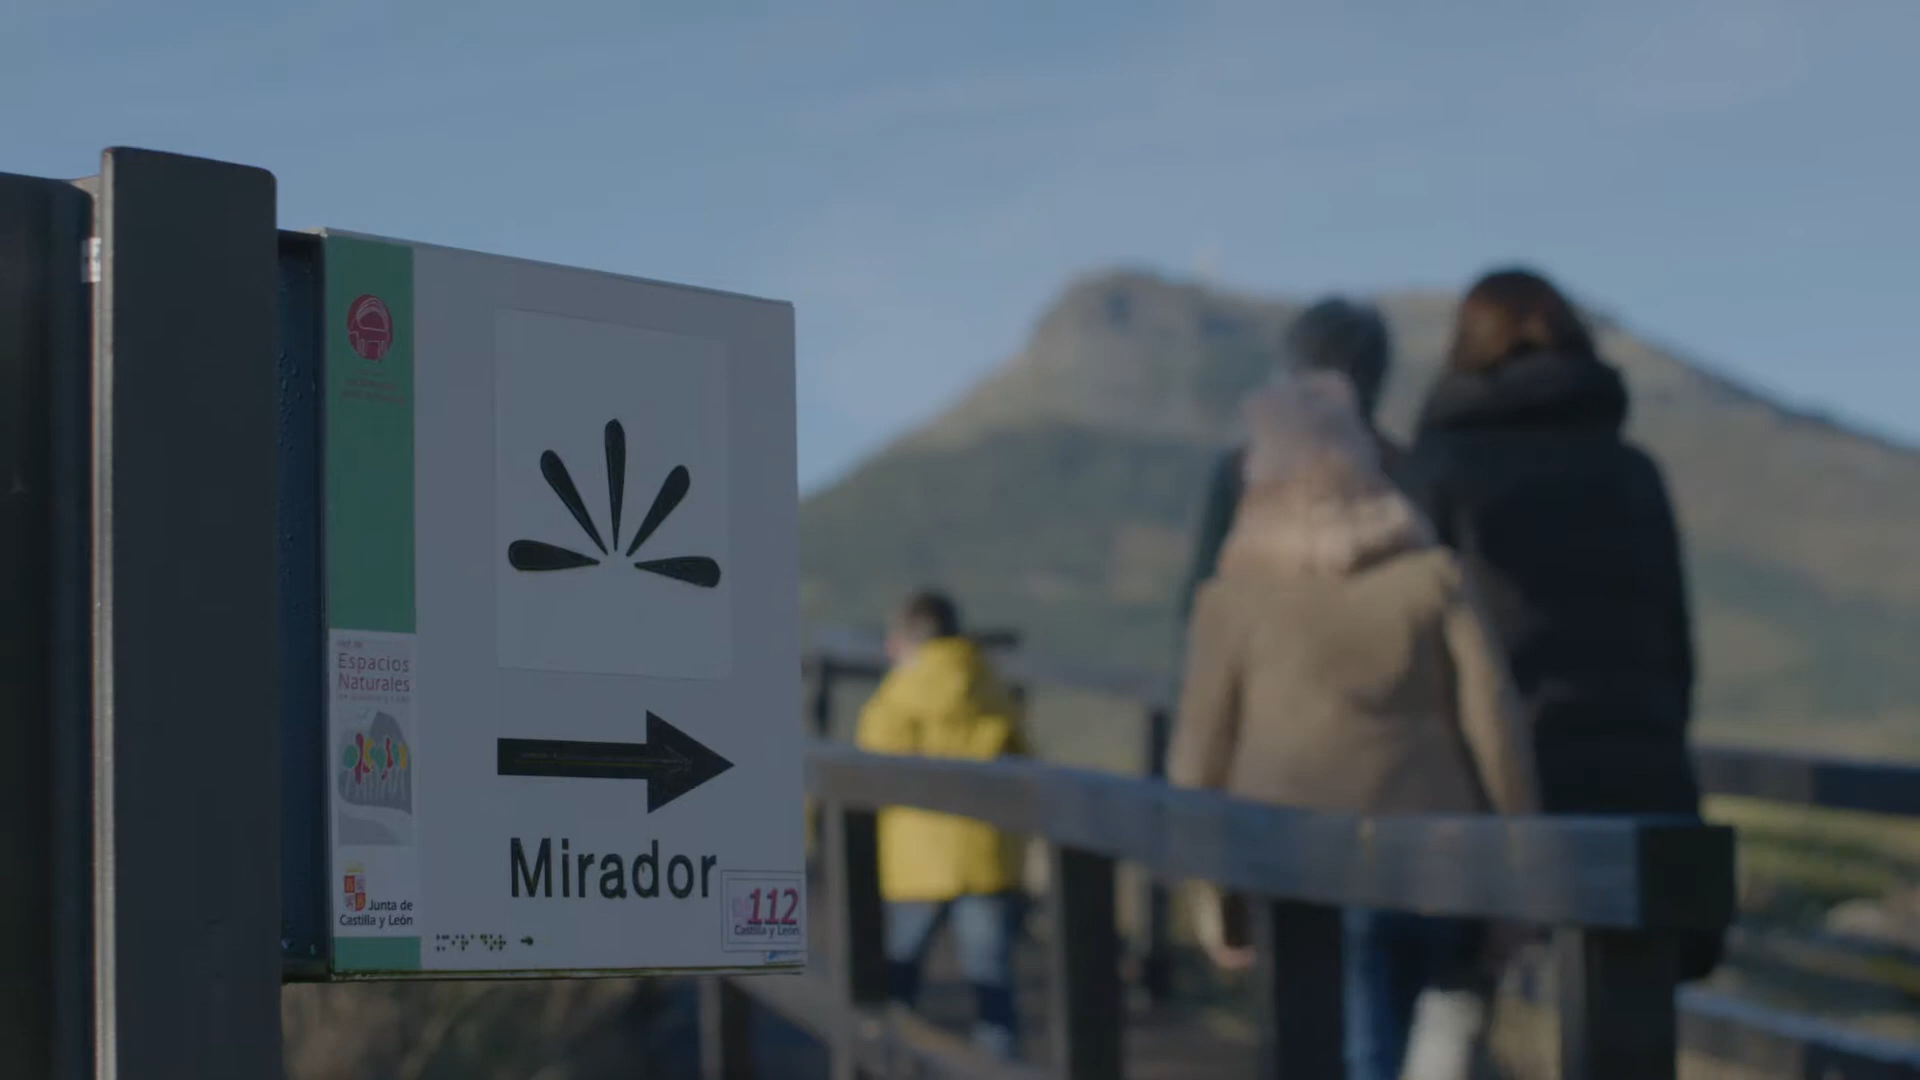 Espacios
Naturales
Junta de
Castilla y León
Mirador
112
Castilla y León